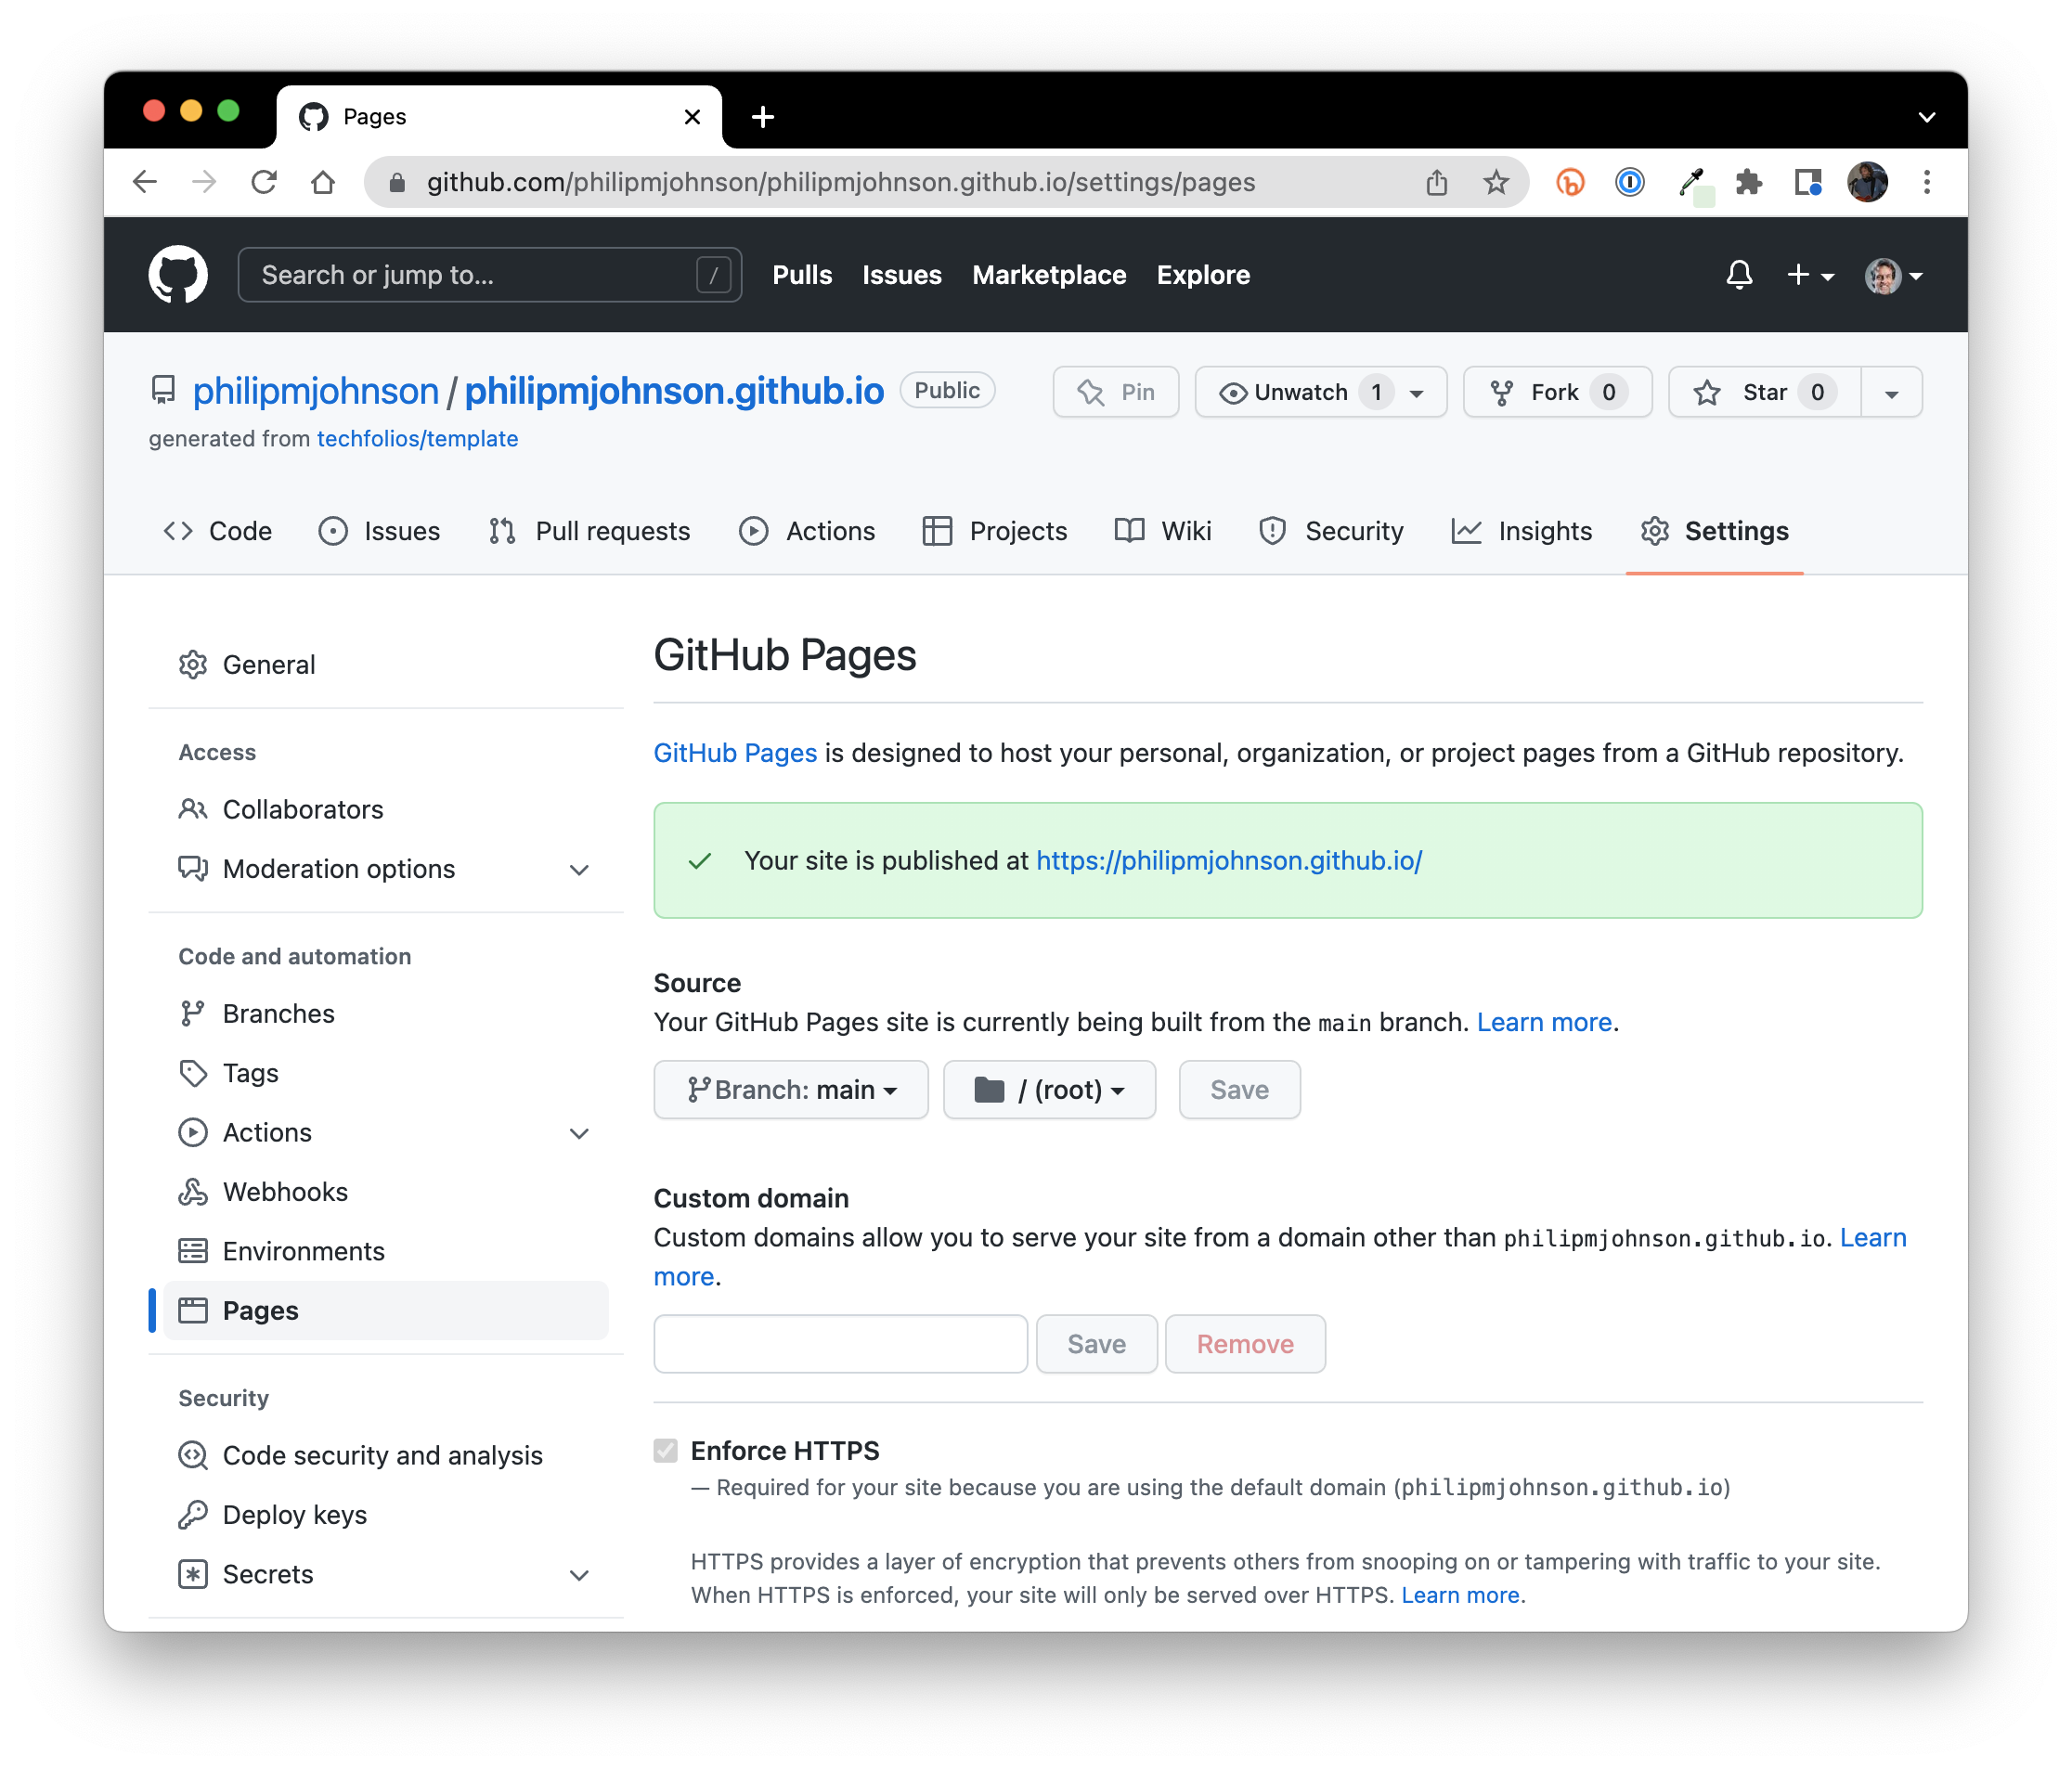 Pages
github.com/philipmjohnson/philipmjohnson.github.io/settings/pages
Search or jump to... /
Pulls Issues Marketplace Explore
philipmjohnson / philipmjohnson.github.io Public
Pin Unwatch 1 Fork 0 Star 0
generated from techfolios/template
Code Issues Pull requests Actions Projects Wiki Security Insights Settings
General
Access
Collaborators
Moderation options
Code and automation
Branches
Tags
Actions
Webhooks
Environments
Pages
Security
Code security and analysis
Deploy keys
Secrets
GitHub Pages
GitHub Pages is designed to host your personal, organization, or project pages from a GitHub repository.
Your site is published at https://philipmjohnson.github.io/
Source
Your GitHub Pages site is currently being built from the main branch. Learn more.
Branch: main / (root) Save
Custom domain
Custom domains allow you to serve your site from a domain other than philipmjohnson.github.io. Learn
more.
Save Remove
Enforce HTTPS
— Required for your site because you are using the default domain (philipmjohnson.github.io)
HTTPS provides a layer of encryption that prevents others from snooping on or tampering with traffic to your site.
When HTTPS is enforced, your site will only be served over HTTPS. Learn more.